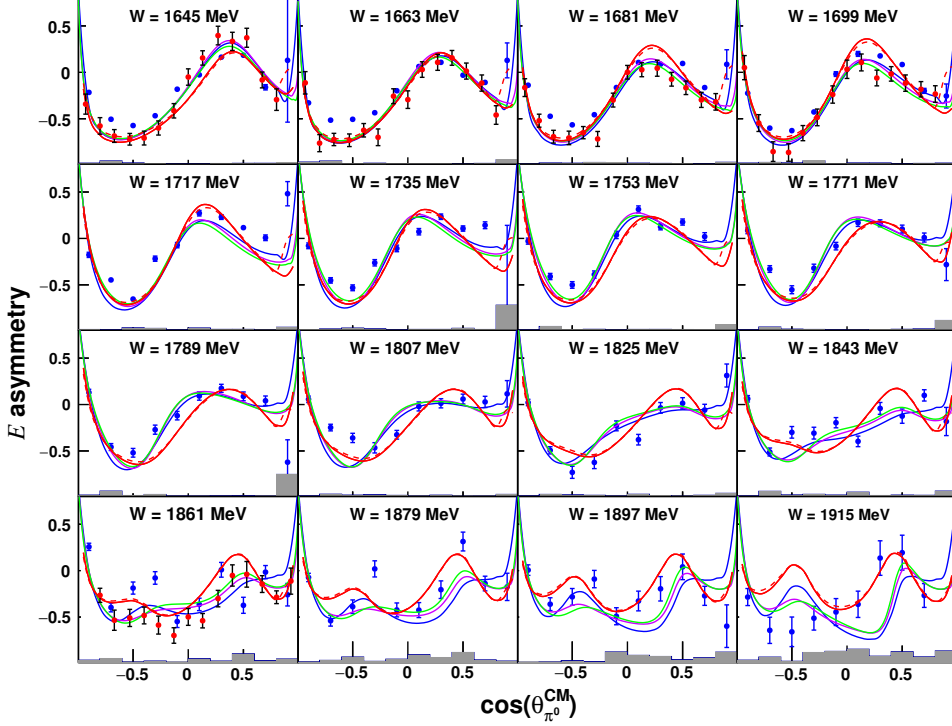 W = 1645 MeV W = 1663 MeV W = 1681 MeV W = 1699 MeV
0.5
0
−0.5
W = 1717 MeV W = 1735 MeV W = 1753 MeV W = 1771 MeV
0.5
0
−0.5
W = 1789 MeV W = 1807 MeV W = 1825 MeV W = 1843 MeV
0.5
0
−0.5
W = 1861 MeV W = 1879 MeV W = 1897 MeV W = 1915 MeV
0.5
0
−0.5
−0.5 0 0.5 −0.5 0 0.5 −0.5 0 0.5 −0.5 0 0.5
E asymmetry
cos(θ_{π⁰}^{CM})